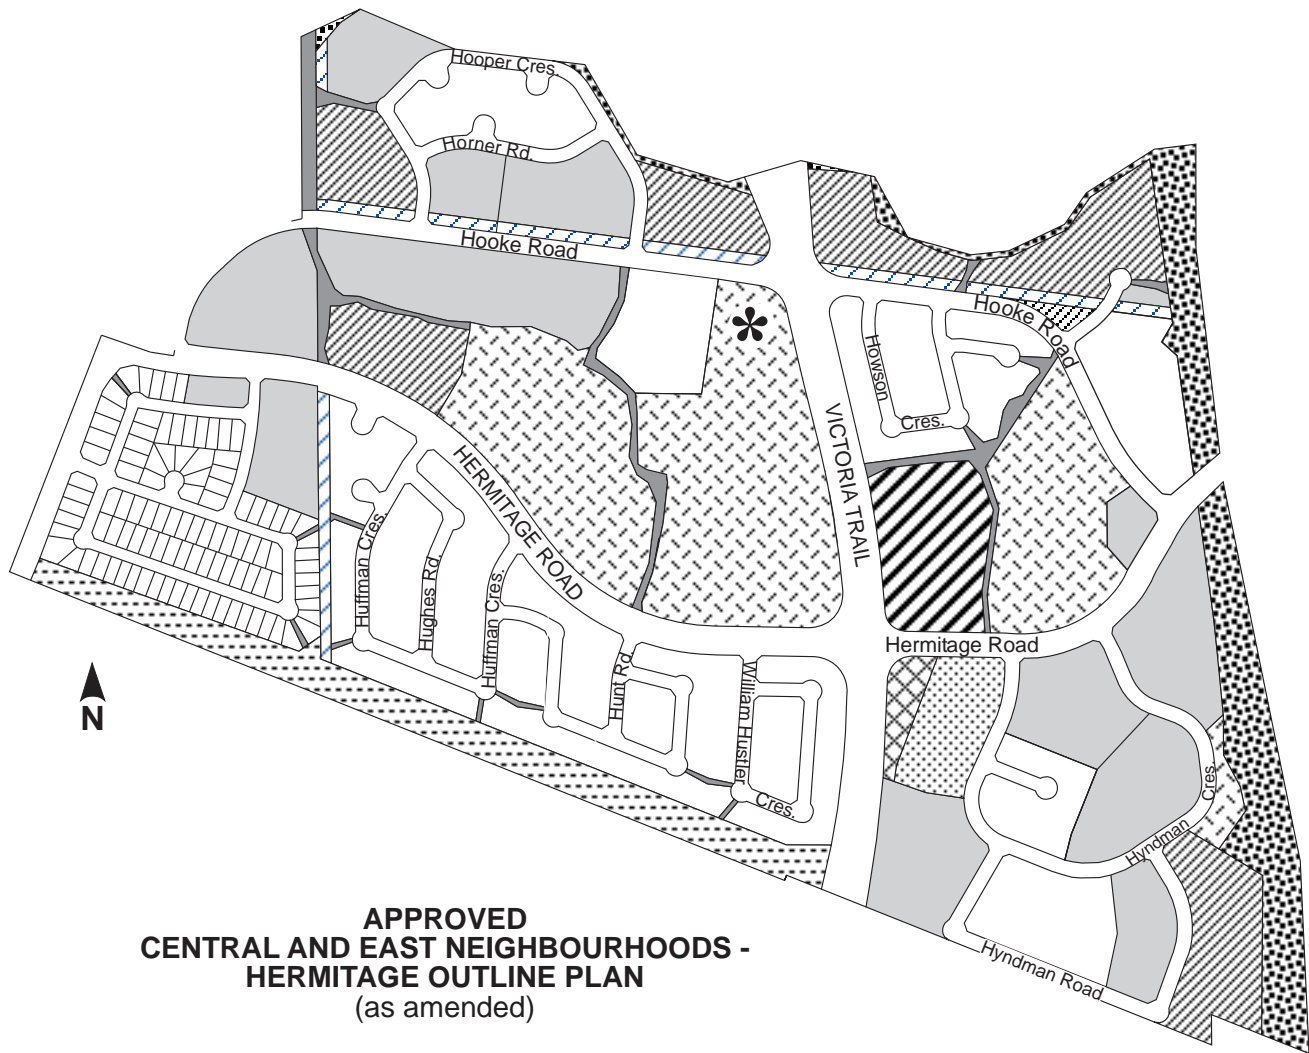 Hooper Cres.
Horner Rd.
Hooke Road
Hooke Road
Howson
Cres.
VICTORIA TRAIL
HERMITAGE ROAD
Huffman Cres.
Hughes Rd.
Huffman Cres.
Hunt Rd.
William Hustler
Cres.
Hermitage Road
Cres.
Hyndman
Hyndman Road
N
APPROVED
CENTRAL AND EAST NEIGHBOURHOODS -
HERMITAGE OUTLINE PLAN
(as amended)